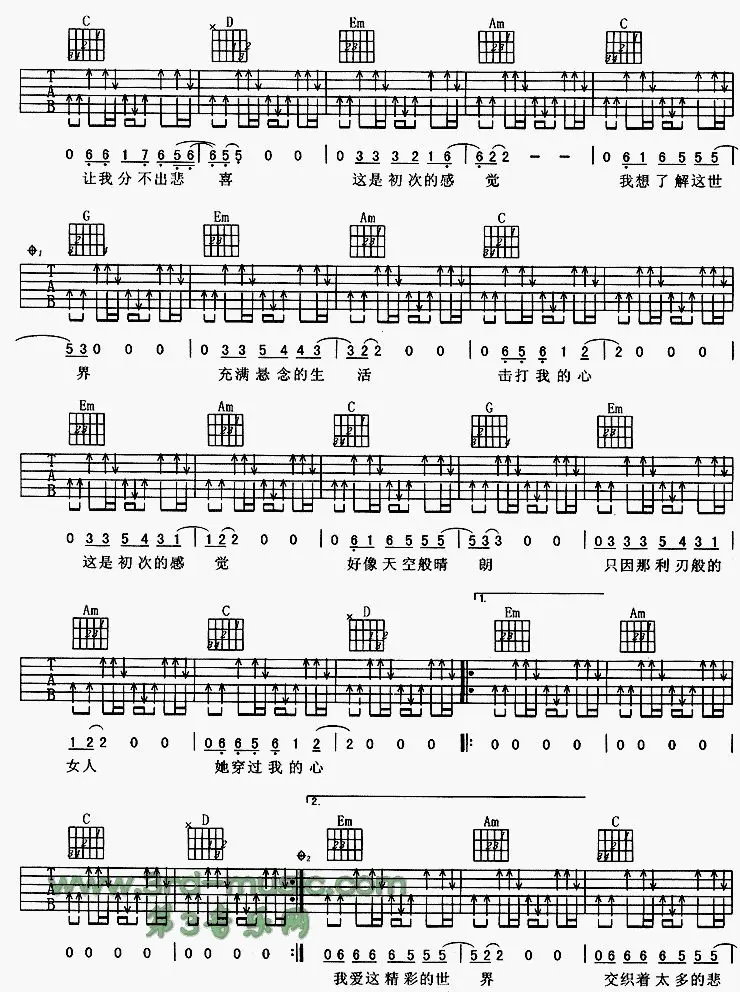 C D Em Am C
0 6 6 1 7 6 5 6 | 6 5 5 0 0 | 0 3 3 3 2 1 6 | 6 2 2 - - | 0 6 1 6 5 5 5
让我分不出悲 喜 这是初次的感 觉 我想了解这世
G Em Am C
5 3 0 0 0 | 0 3 3 5 4 4 3 | 3 2 2 0 0 | 0 6 5 6 1 2 | 2 0 0 0
界 充满悬念的生 活 击打我的心
Em Am C G Em
0 3 3 5 4 3 1 | 1 2 2 0 0 | 0 6 1 6 5 5 5 | 5 3 3 0 0 | 0 3 3 3 5 4 3 1
这是初次的感 觉 好像天空般晴 朗 只因那利刃般的
1.
Am C D Em Am
1 2 2 0 0 | 0 6 6 5 6 1 2 | 2 0 0 0 0 0 0 0 | 0 0 0 0
女人 她穿过我的心
2.
C D Em Am C
www.3rd-music.com
第3音乐网
0 0 0 0 | 0 0 0 0 0 6 6 6 6 5 5 5 | 5 2 2 0 0 | 0 6 6 6 6 5 5 5
我爱这精彩的世 界 交织着太多的悲